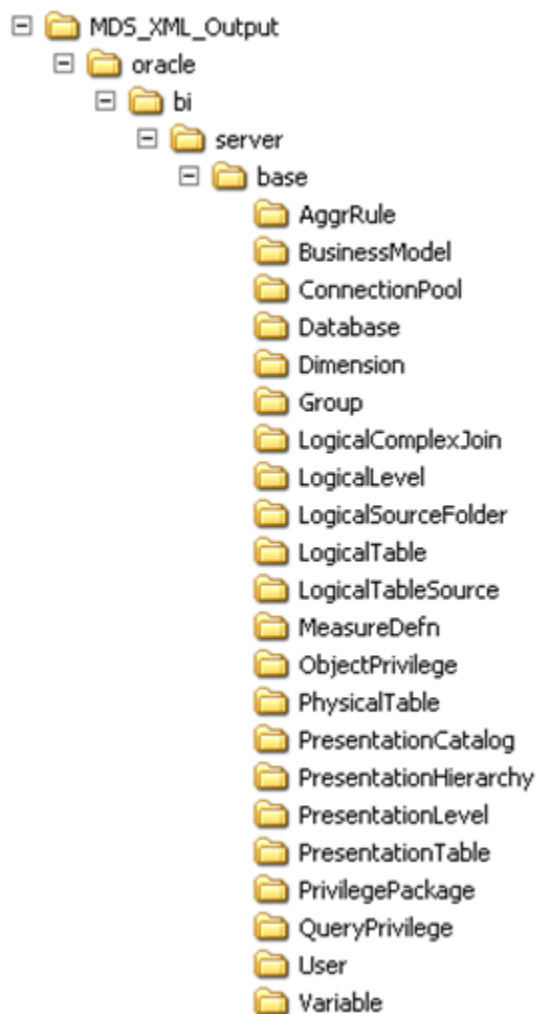 MDS_XML_Output
oracle
bi
server
base
AggrRule
BusinessModel
ConnectionPool
Database
Dimension
Group
LogicalComplexJoin
LogicalLevel
LogicalSourceFolder
LogicalTable
LogicalTableSource
MeasureDefn
ObjectPrivilege
PhysicalTable
PresentationCatalog
PresentationHierarchy
PresentationLevel
PresentationTable
PrivilegePackage
QueryPrivilege
User
Variable